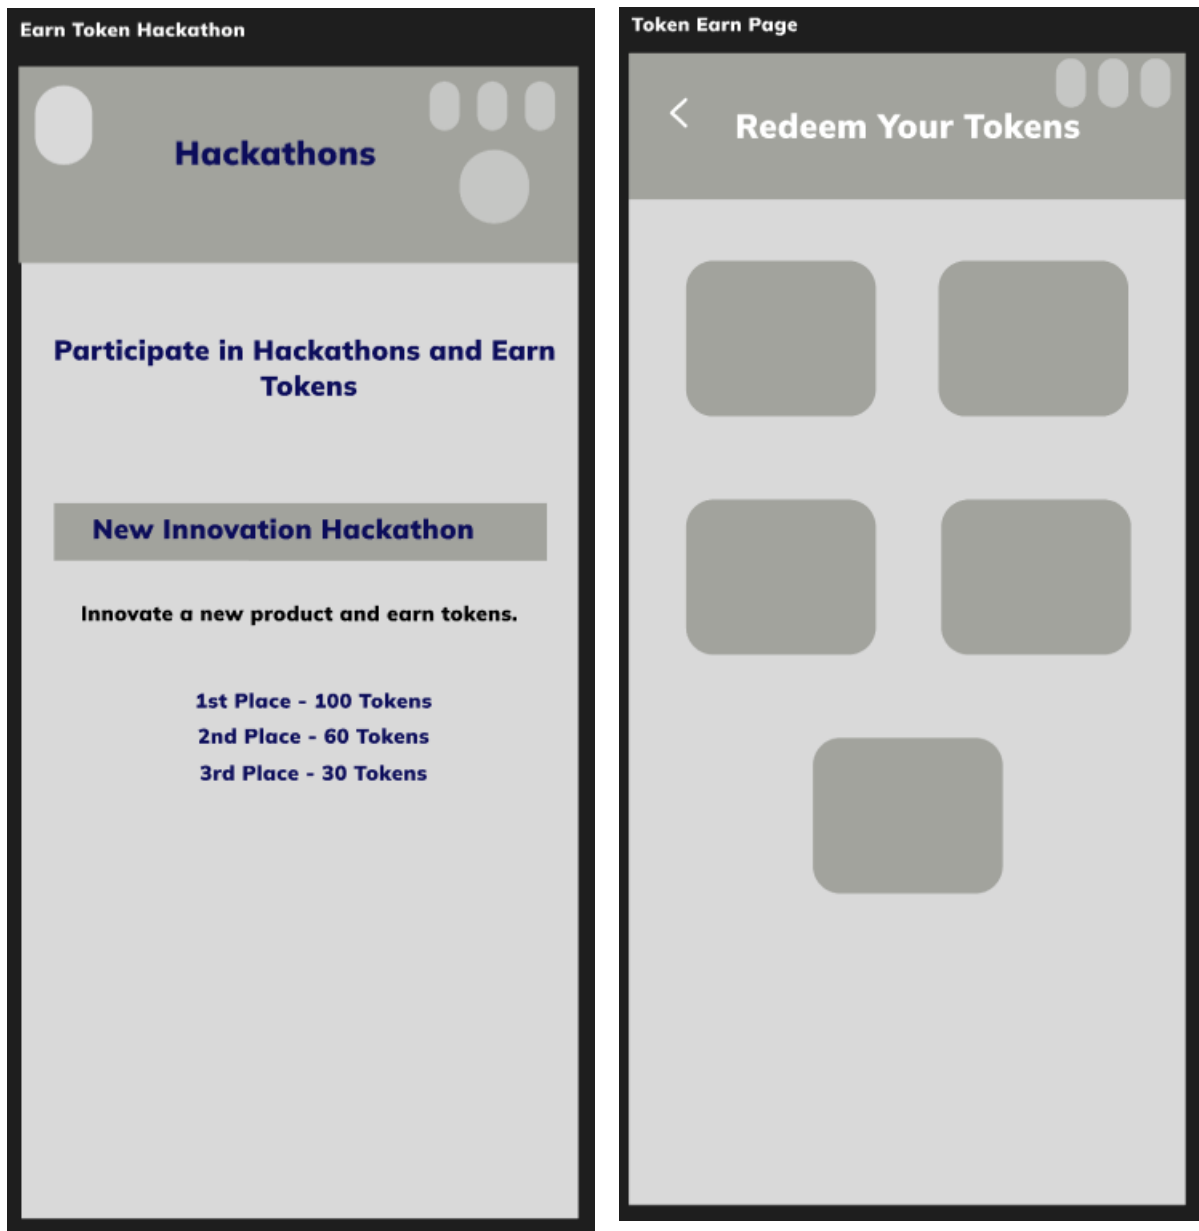 Earn Token Hackathon
Hackathons
Participate in Hackathons and Earn
Tokens
New Innovation Hackathon
Innovate a new product and earn tokens.
1st Place - 100 Tokens
2nd Place - 60 Tokens
3rd Place - 30 Tokens
Token Earn Page
Redeem Your Tokens